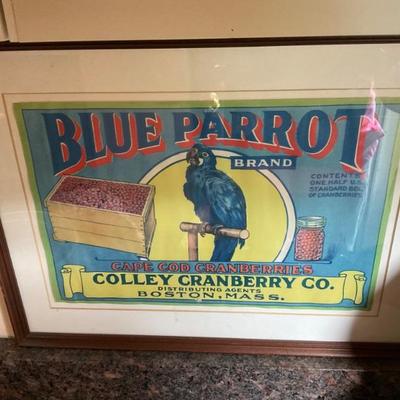 BLUE PARROT
BRAND
CONTENTS
ONE HALF U.S.
STANDARD BBL.
OF CRANBERRIES
CAPE COD CRANBERRIES
COLLEY CRANBERRY CO.
DISTRIBUTING AGENTS
BOSTON, MASS.